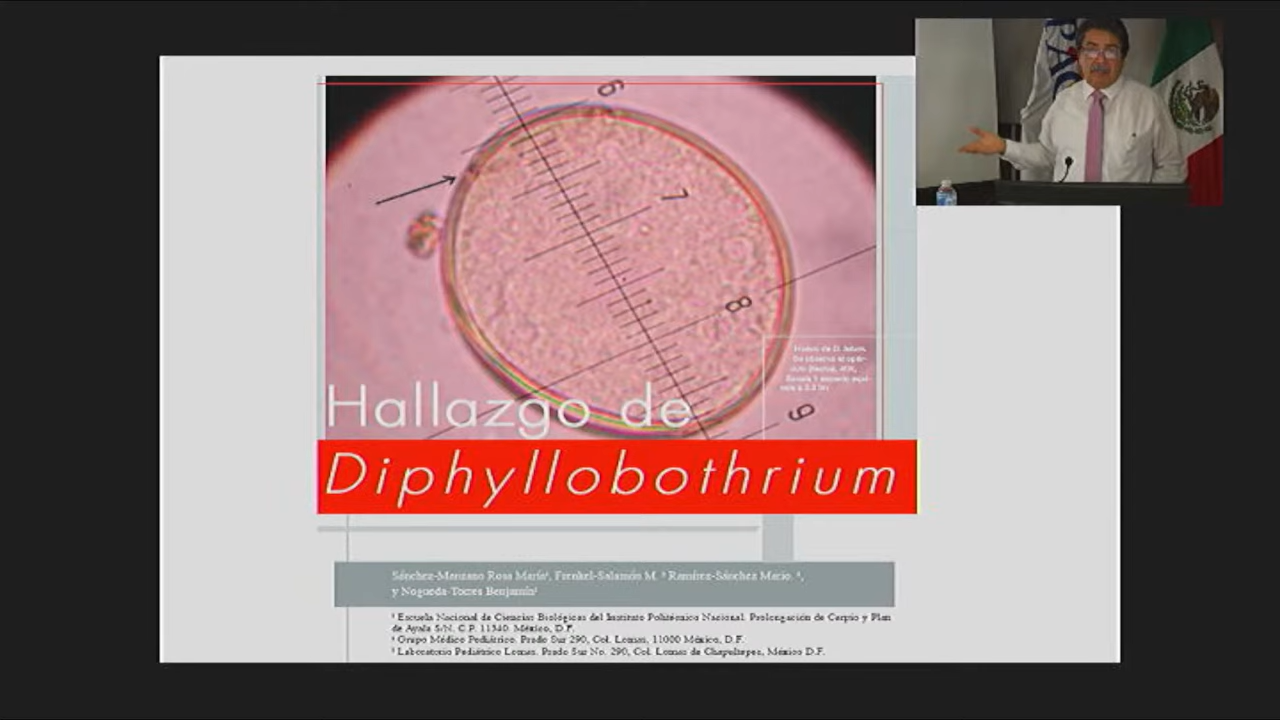 6
7
8
9
Hallazgo de
Diphyllobothrium
Sánchez-Manzano Rosa María¹, Frenkel-Salamón M. ² Ramírez-Sánchez Mario. ³,
y Nogueda-Torres Benjamín¹
¹ Escuela Nacional de Ciencias Biológicas del Instituto Politécnico Nacional. Prolongación de Carpio y Plan
de Ayala S/N. C.P. 11340. México, D.F.
² Grupo Médico Pediátrico. Prado Sur 290, Col. Lomas, 11000 México, D.F.
³ Laboratorio Pediátrico Lomas. Prado Sur No. 290, Col. Lomas de Chapultepec, México D.F.